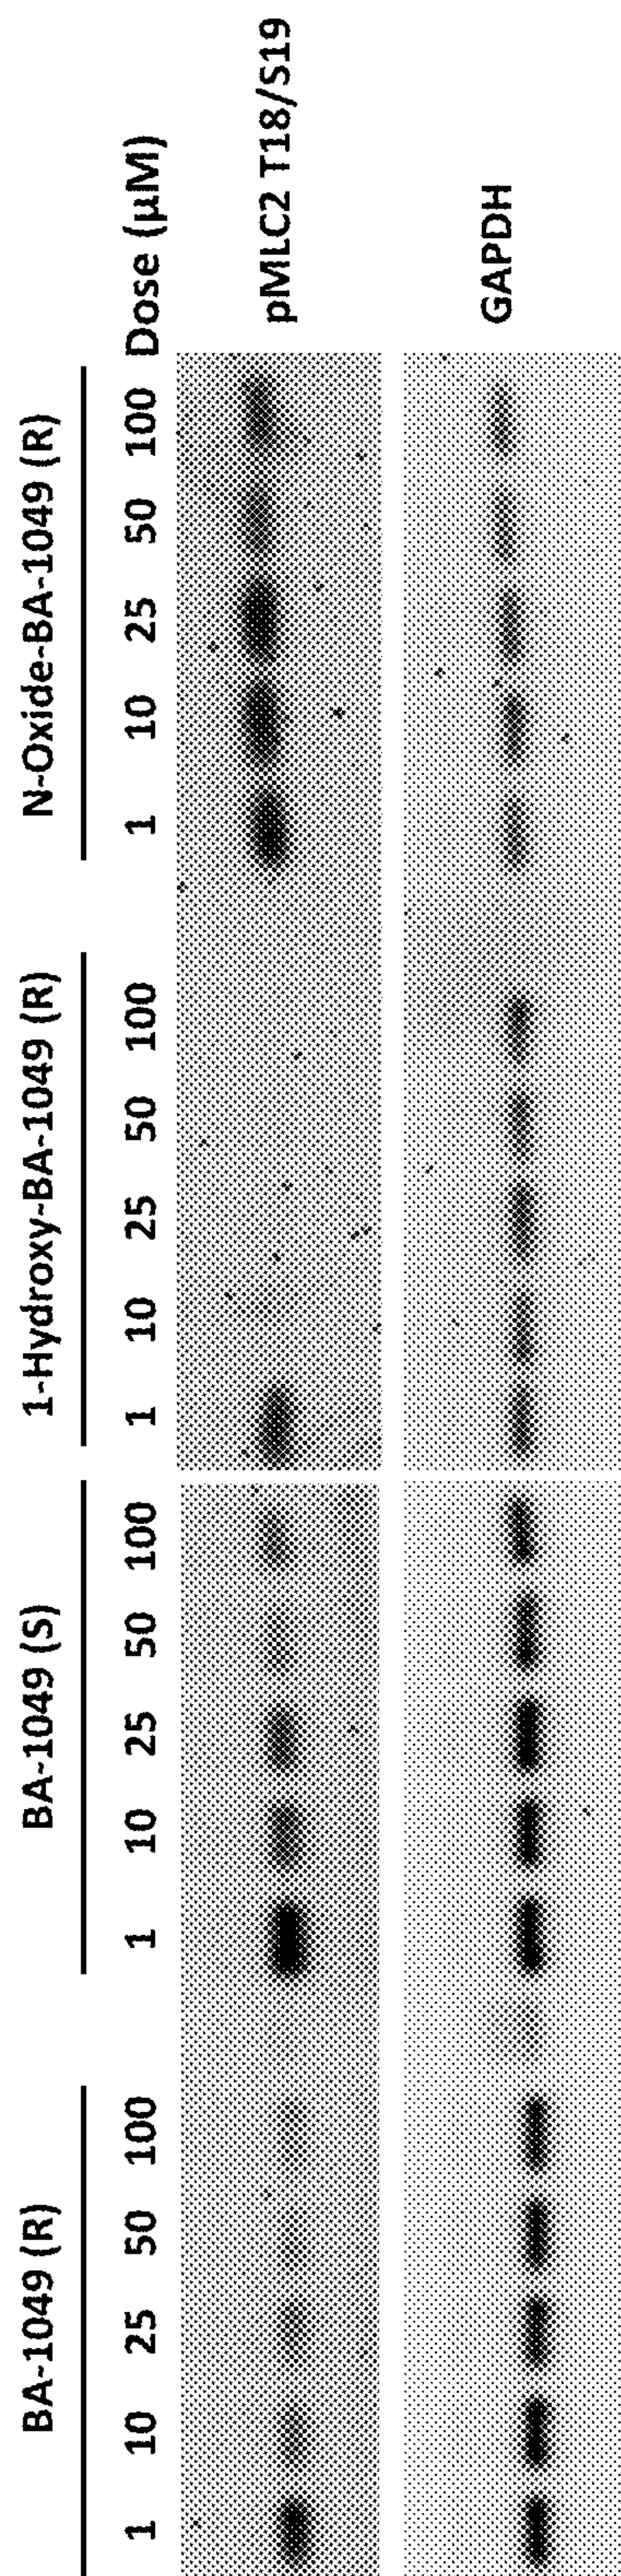 BA-1049 (R) BA-1049 (S) 1-Hydroxy-BA-1049 (R) N-Oxide-BA-1049 (R)
1 10 25 50 100 1 10 25 50 100 1 10 25 50 100 1 10 25 50 100 Dose (µM)
pMLC2 T18/S19
GAPDH